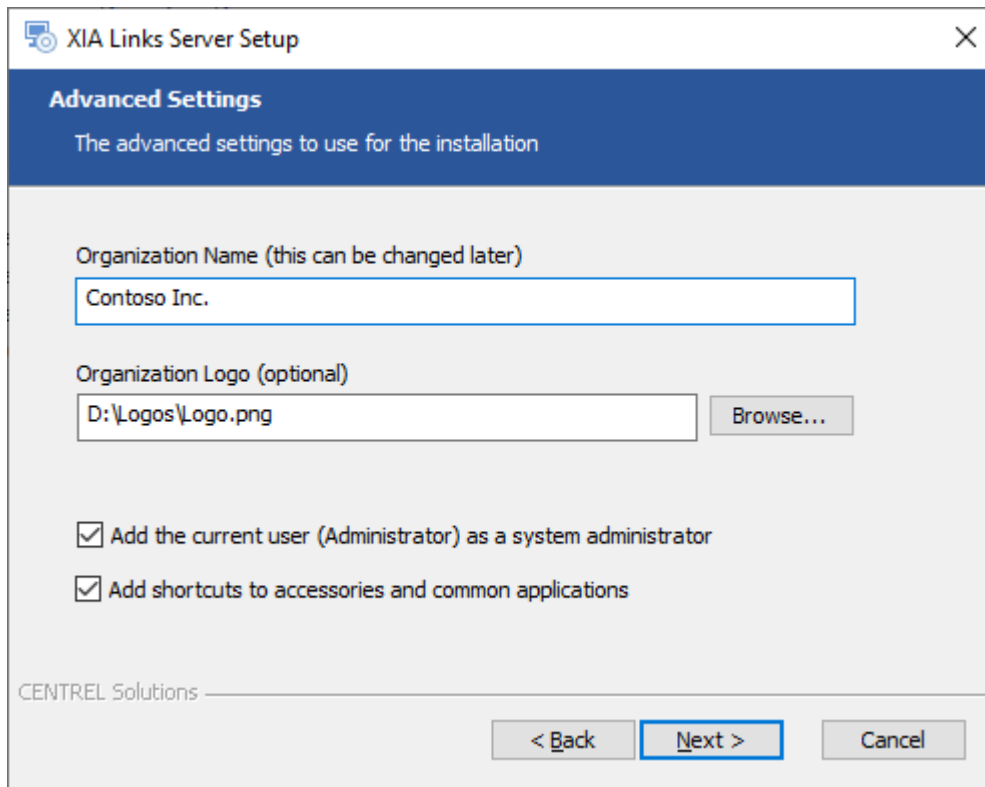 XIA Links Server Setup
Advanced Settings
The advanced settings to use for the installation
Organization Name (this can be changed later)
Contoso Inc.
Organization Logo (optional)
D:\Logos\Logo.png
Browse...
Add the current user (Administrator) as a system administrator
Add shortcuts to accessories and common applications
CENTREL Solutions
< Back
Next >
Cancel